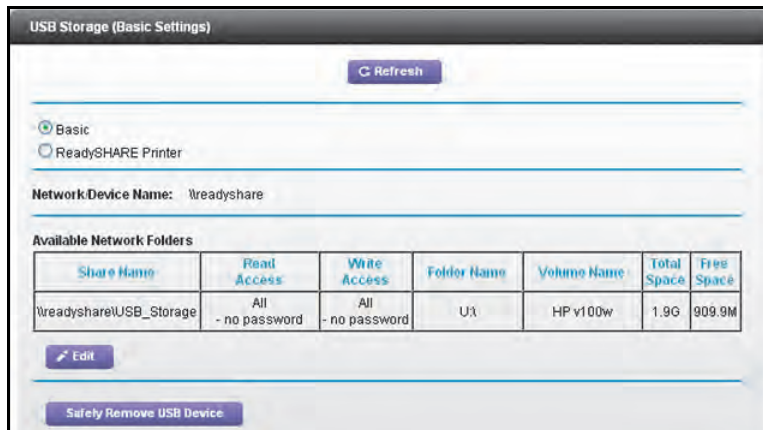 USB Storage (Basic Settings)
Refresh
Basic
ReadySHARE Printer
Network/Device Name: \\readyshare
Available Network Folders
Share Name Read Access Write Access Folder Name Volume Name Total Space Free Space
\\readyshare\USB_Storage All - no password All - no password U:\ HP v100w 1.9G 909.9M
Edit
Safely Remove USB Device